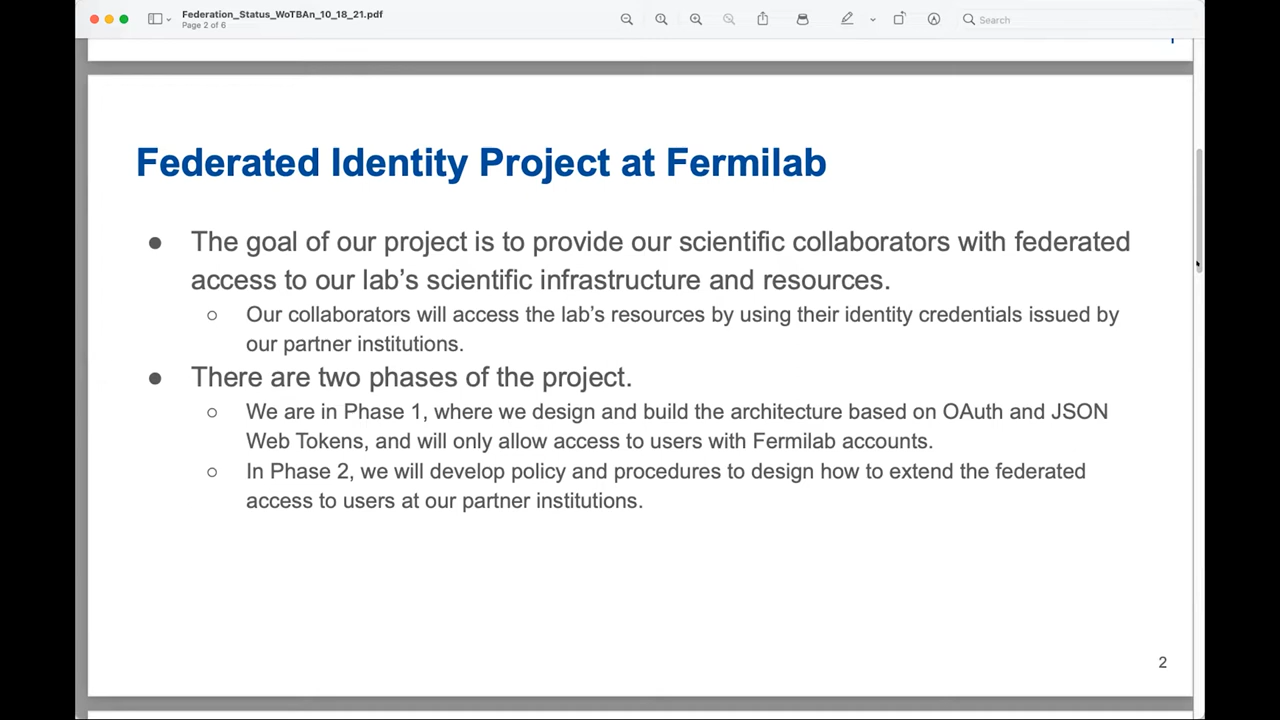 Federation_Status_WoTBAn_10_18_21.pdf
Page 2 of 6
Search
Federated Identity Project at Fermilab
● The goal of our project is to provide our scientific collaborators with federated
access to our lab’s scientific infrastructure and resources.
○ Our collaborators will access the lab’s resources by using their identity credentials issued by
our partner institutions.
● There are two phases of the project.
○ We are in Phase 1, where we design and build the architecture based on OAuth and JSON
Web Tokens, and will only allow access to users with Fermilab accounts.
○ In Phase 2, we will develop policy and procedures to design how to extend the federated
access to users at our partner institutions.
2